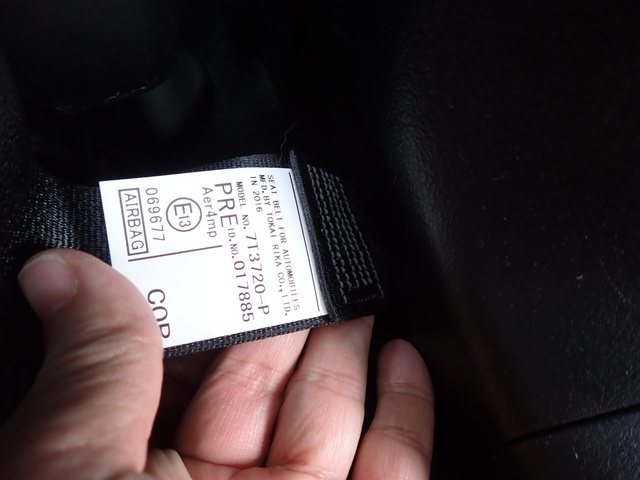 SEAT BELT FOR AUTOMOBILES
MFD. BY TOKAI RIKA CO., LTD.
IN 2016
MODEL NO. 7T3720-P
PRE ID.NO. 017885
Aer4mp
E13
069677
AIRBAG